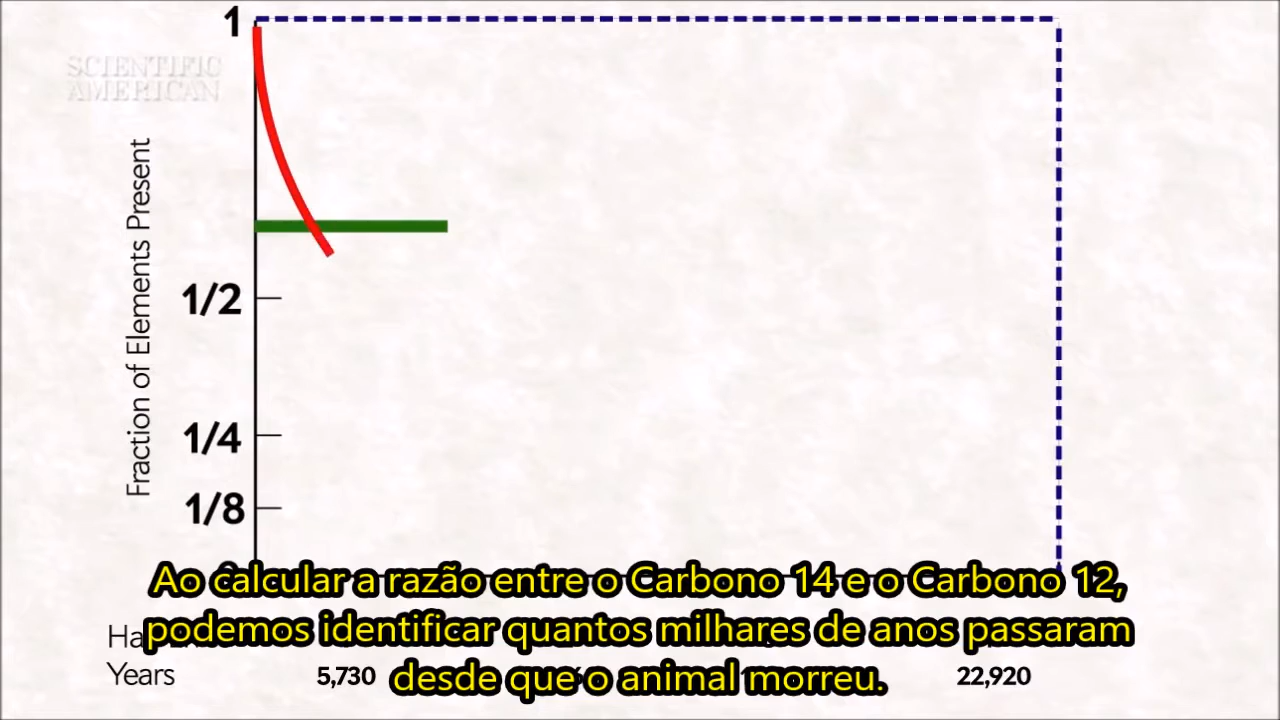 1
SCIENTIFIC
AMERICAN
Fraction of Elements Present
1/2
1/4
1/8
Ao calcular a razão entre o Carbono 14 e o Carbono 12,
podemos identificar quantos milhares de anos passaram
desde que o animal morreu.
Years 5,730 22,920